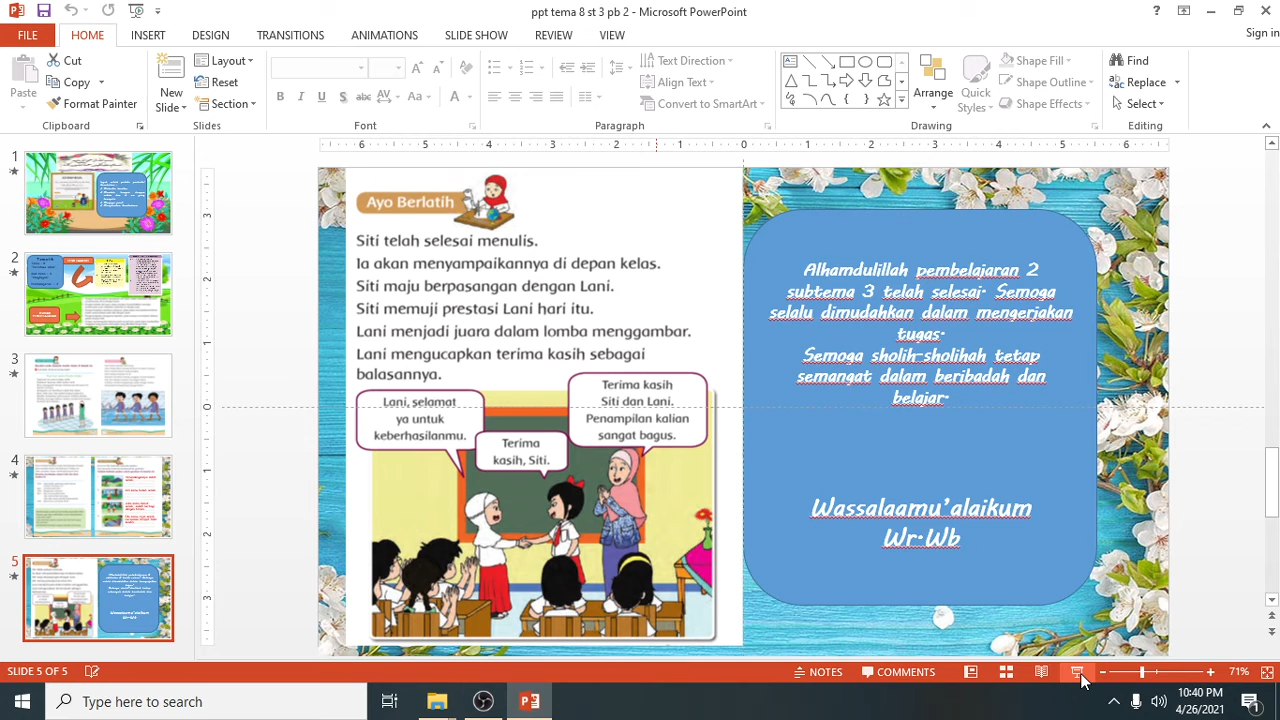 ppt tema 8 st 3 pb 2 - Microsoft PowerPoint
FILE HOME INSERT DESIGN TRANSITIONS ANIMATIONS SLIDE SHOW REVIEW VIEW Sign in
Paste
Cut
Copy
Format Painter
Clipboard
New Slide
Layout
Reset
Section
Slides
Font
Text Direction
Align Text
Convert to SmartArt
Paragraph
Arrange
Quick Styles
Shape Fill
Shape Outline
Shape Effects
Drawing
Find
Replace
Select
Editing
1
2
3
4
5
Ayo Berlatih
Siti telah selesai menulis.
Ia akan menyampaikannya di depan kelas.
Siti maju berpasangan dengan Lani.
Siti memuji prestasi Lani hari itu.
Lani menjadi juara dalam lomba menggambar.
Lani mengucapkan terima kasih sebagai
balasannya.
Lani, selamat
ya untuk
keberhasilanmu.
Terima
kasih, Siti.
Terima kasih
Siti dan Lani.
Penampilan kalian
sangat bagus.
Alhamdulillah pembelajaran 2
subtema 3 telah selesai. Semoga
selalu dimudahkan dalam mengerjakan
tugas.
Semoga sholih-sholihah tetap
semangat dalam beribadah dan
belajar.
Wassalaamu'alaikum
Wr.Wb
SLIDE 5 OF 5 NOTES COMMENTS 71%
Type here to search
10:40 PM
4/26/2021
1